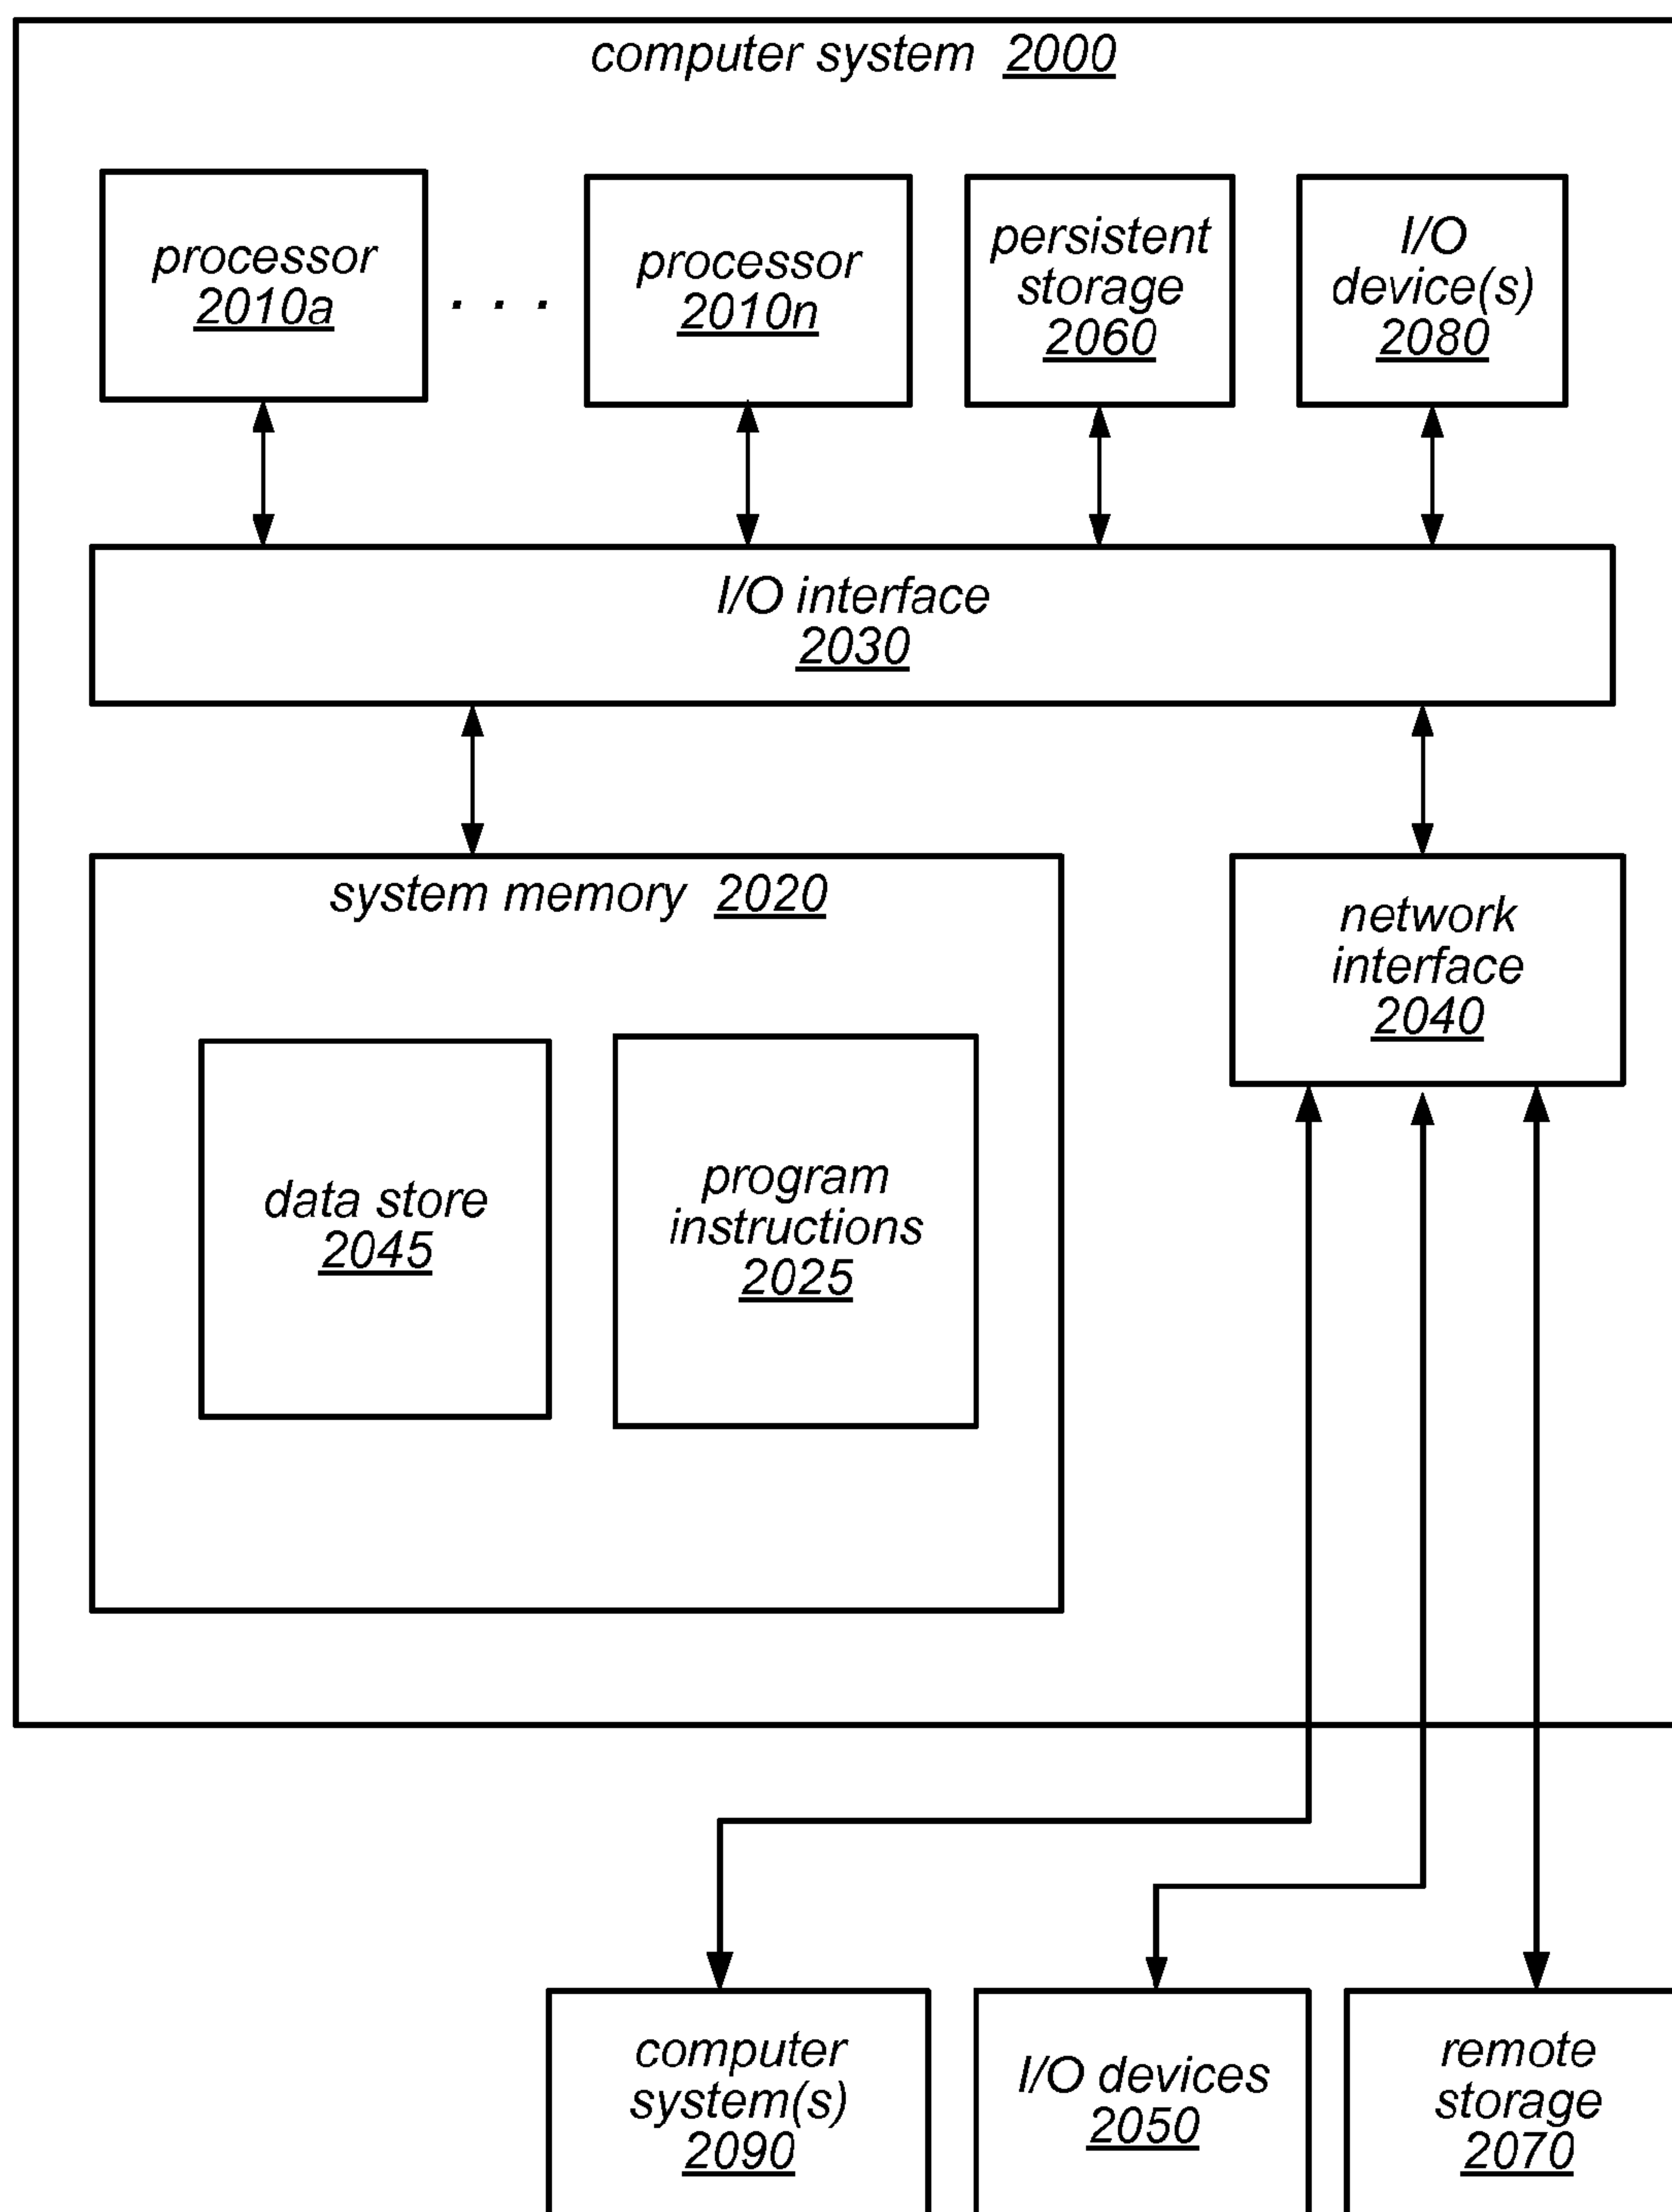 computer system 2000
processor
2010a
. . .
processor
2010n
persistent
storage
2060
I/O
device(s)
2080
I/O interface
2030
system memory 2020
network
interface
2040
data store
2045
program
instructions
2025
computer
system(s)
2090
I/O devices
2050
remote
storage
2070